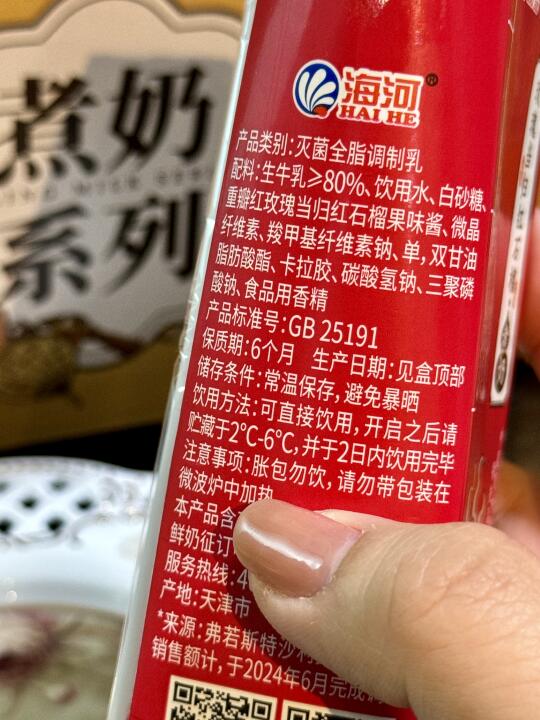 煮奶
系列
海河®
HAI HE
产品类别:灭菌全脂调制乳
配料:生牛乳≥80%、饮用水、白砂糖、
重瓣红玫瑰当归红石榴果味酱、微晶
纤维素、羧甲基纤维素钠、单,双甘油
脂肪酸酯、卡拉胶、碳酸氢钠、三聚磷
酸钠、食品用香精
产品标准号:GB 25191
保质期:6个月 生产日期:见盒顶部
储存条件:常温保存,避免暴晒
饮用方法:可直接饮用,开启之后请
贮藏于2℃-6℃,并于2日内饮用完毕
注意事项:胀包勿饮,请勿带包装在
微波炉中加热
本产品含
鲜奶征订
服务热线:4
产地:天津市
*来源:弗若斯特沙利
销售额计,于2024年6月完成